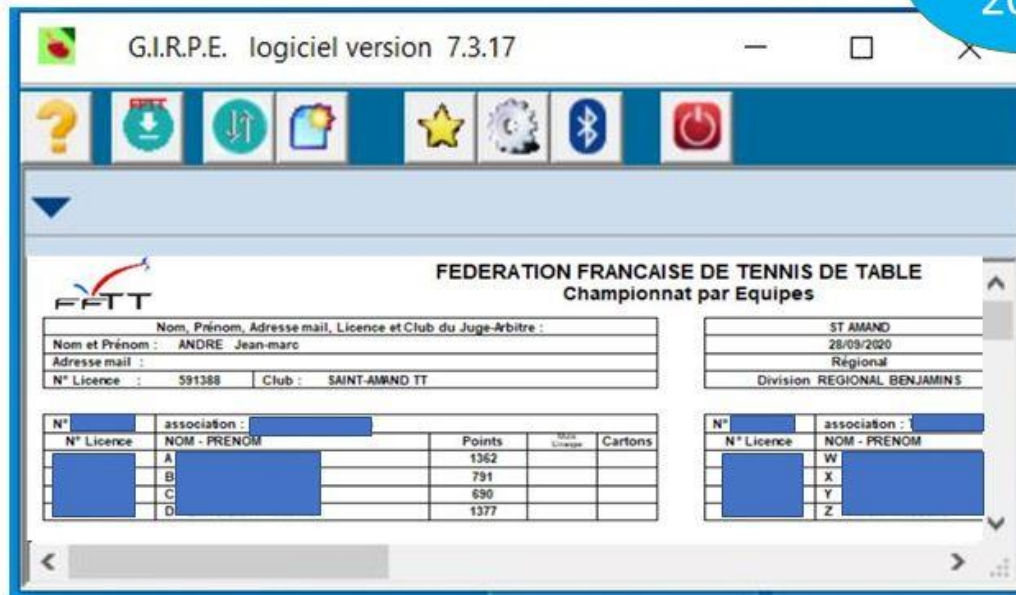 20
G.I.R.P.E. logiciel version 7.3.17
FFTT
FFTT
FEDERATION FRANCAISE DE TENNIS DE TABLE
Championnat par Equipes
Nom, Prénom, Adresse mail, Licence et Club du Juge-Arbitre :
Nom et Prénom : ANDRE Jean-marc
Adresse mail :
N° Licence : 591388 Club : SAINT-AMAND TT
ST AMAND
28/09/2020
Régional
Division REGIONAL BENJAMINS
N° association :
N° Licence NOM - PRENOM Points Cartons
A 1362
B 791
C 690
D 1377
N° association :
N° Licence NOM - PRENOM
W
X
Y
Z